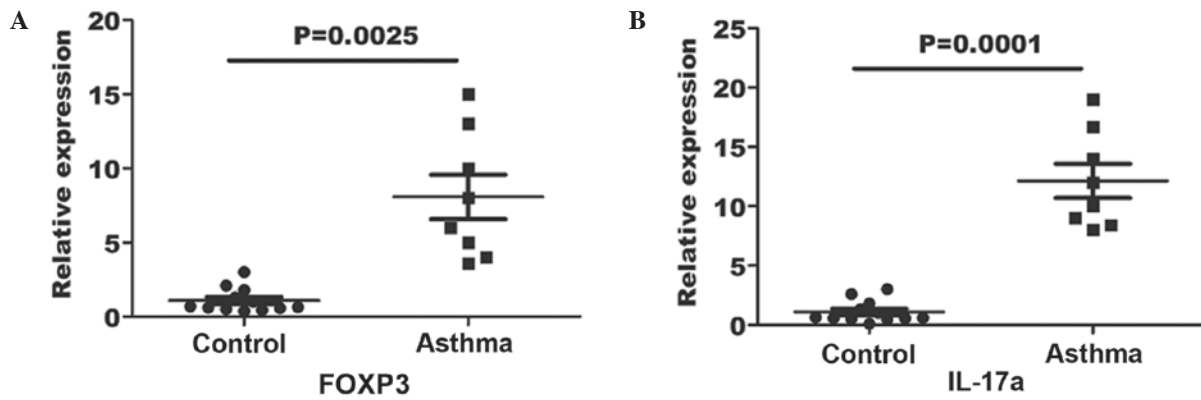 A
Relative expression
20
15
10
5
0
P=0.0025
Control
Asthma
FOXP3
B
Relative expression
25
20
15
10
5
0
P=0.0001
Control
Asthma
IL-17a